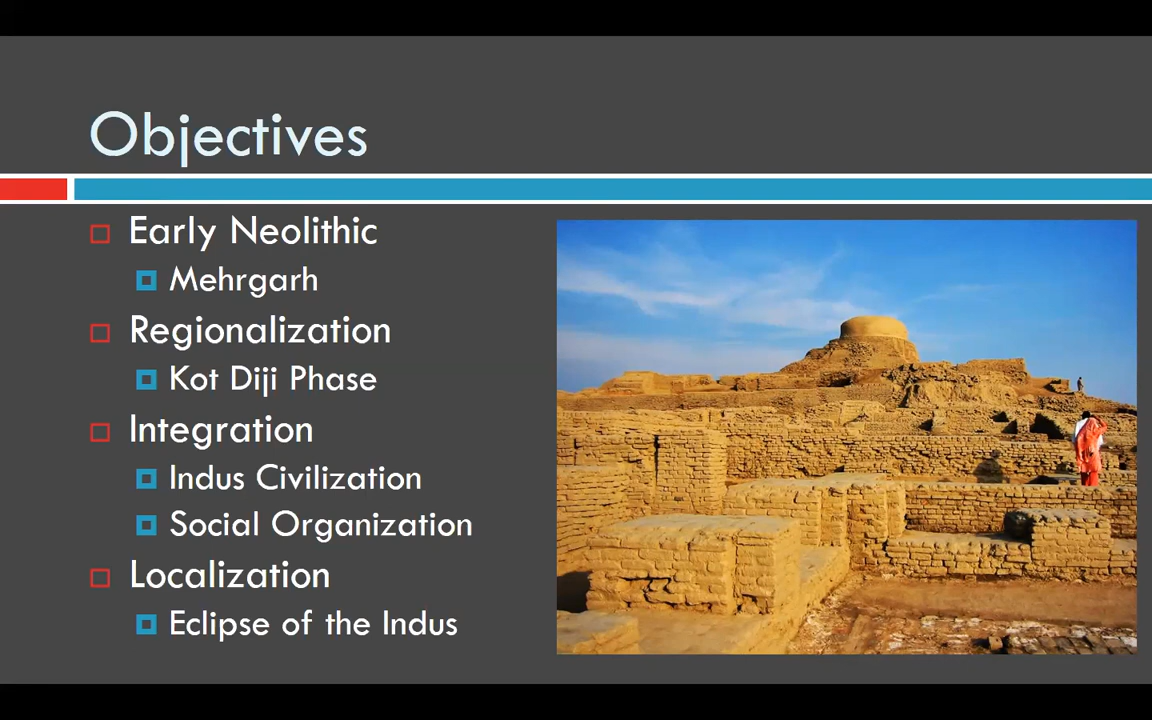 Objectives
Early Neolithic
Mehrgarh
Regionalization
Kot Diji Phase
Integration
Indus Civilization
Social Organization
Localization
Eclipse of the Indus